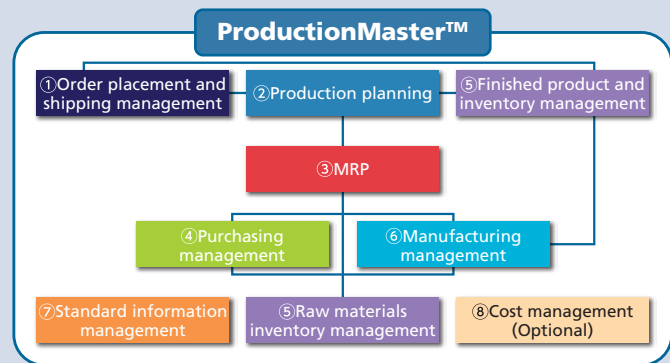 ProductionMaster™
①Order placement and
shipping management
②Production planning
⑤Finished product and
inventory management
③MRP
④Purchasing
management
⑥Manufacturing
management
⑦Standard information
management
⑤Raw materials
inventory management
⑧Cost management
(Optional)